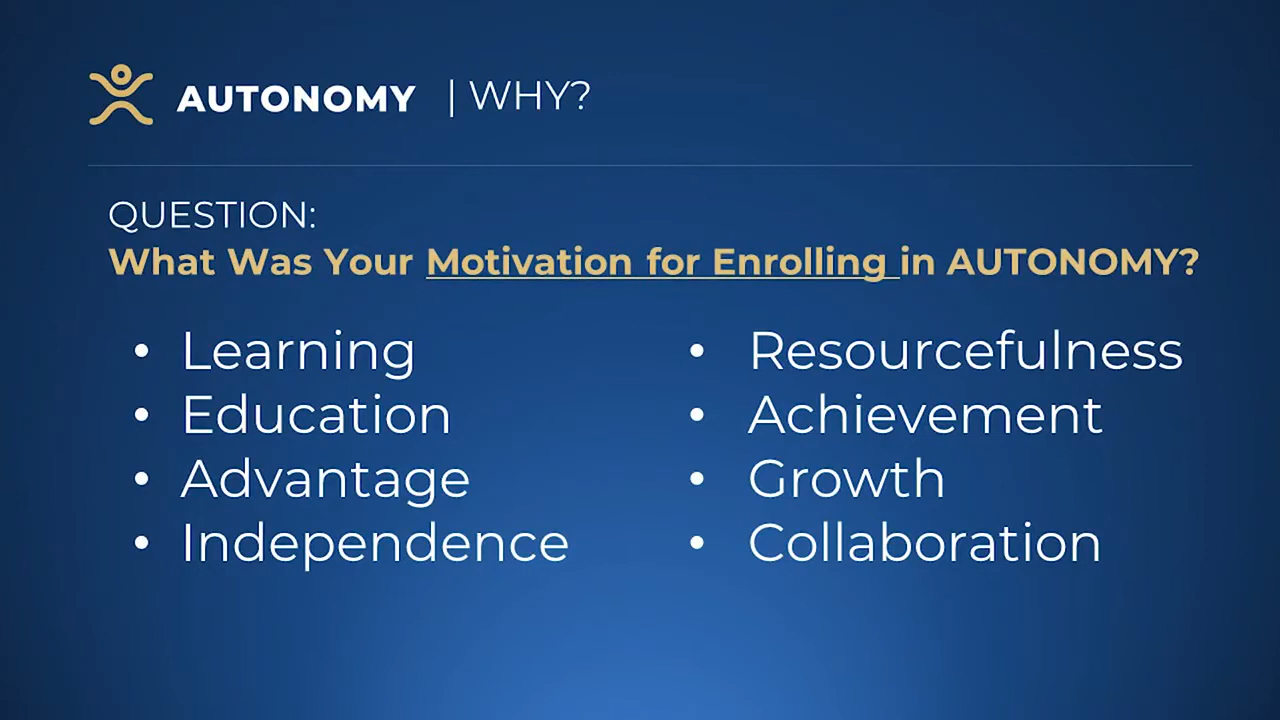 AUTONOMY | WHY?
QUESTION:
What Was Your Motivation for Enrolling in AUTONOMY?
• Learning
• Education
• Advantage
• Independence
• Resourcefulness
• Achievement
• Growth
• Collaboration